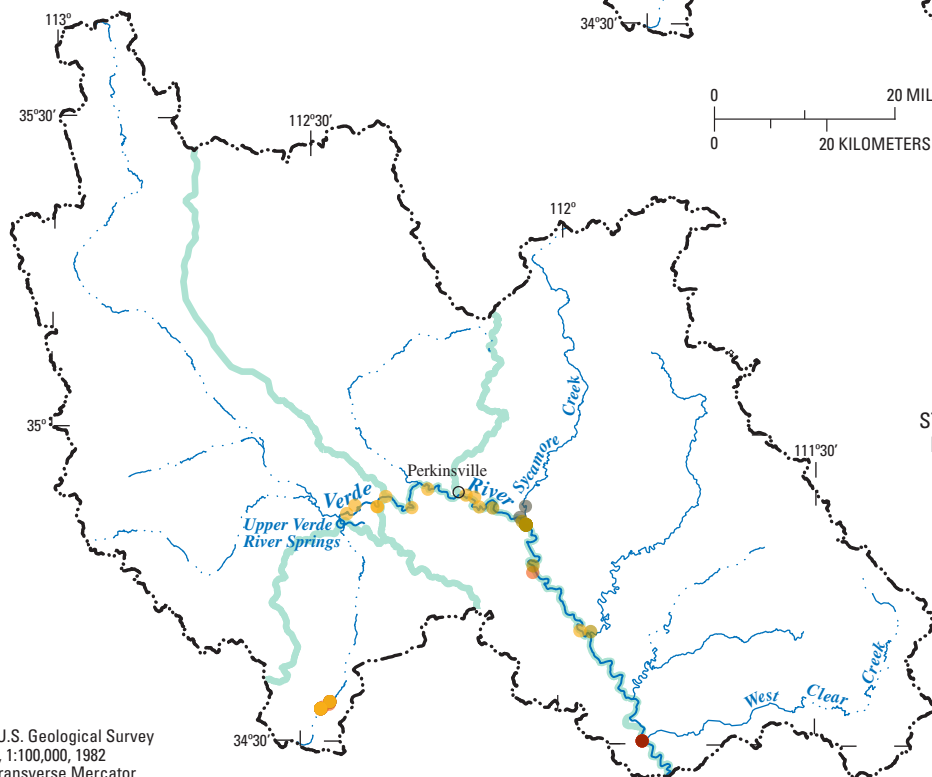 113°
34°30'
35°30'
112°30'
0
20 MIL
0
20 KILOMETERS
112°
Sycamore Creek
35°
111°30'
Perkinsville
Verde River
Upper Verde
River Springs
West Clear Creek
U.S. Geological Survey
, 1:100,000, 1982
34°30'